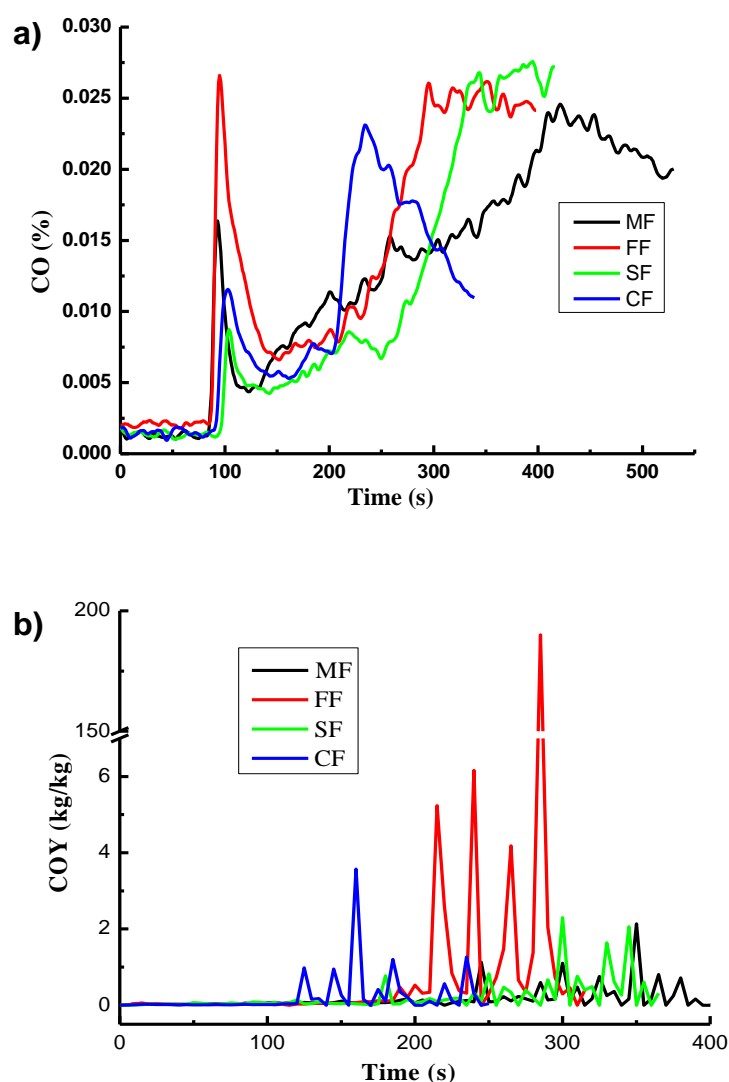 a)
0.030
0.025
0.020
0.015
0.010
0.005
0.000
CO (%)
MF
FF
SF
CF
0 100 200 300 400 500
Time (s)
b)
200
150
6
4
2
0
COY (kg/kg)
MF
FF
SF
CF
0 100 200 300 400
Time (s)